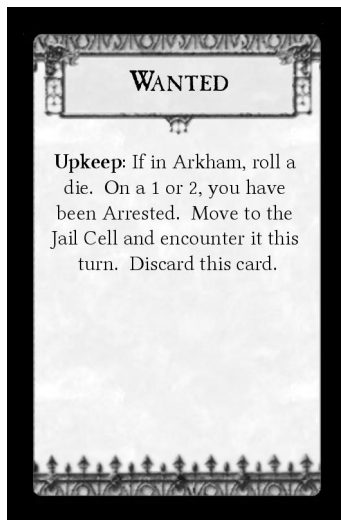 WANTED
Upkeep: If in Arkham, roll a
die. On a 1 or 2, you have
been Arrested. Move to the
Jail Cell and encounter it this
turn. Discard this card.